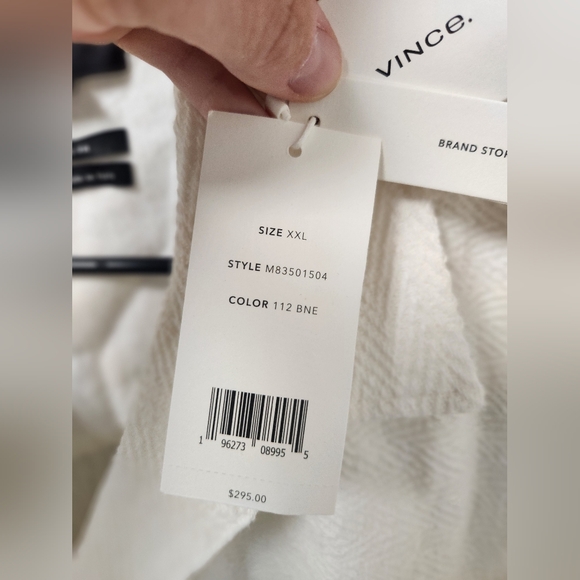 VINCE.
BRAND STOR
SIZE XXL
STYLE M83501504
COLOR 112 BNE
1 96273 08995 5
$295.00